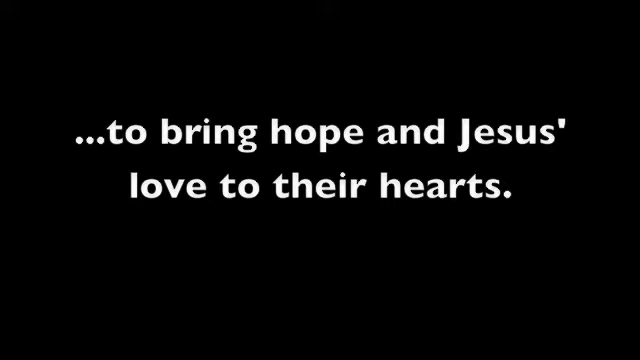 ...to bring hope and Jesus'
love to their hearts.